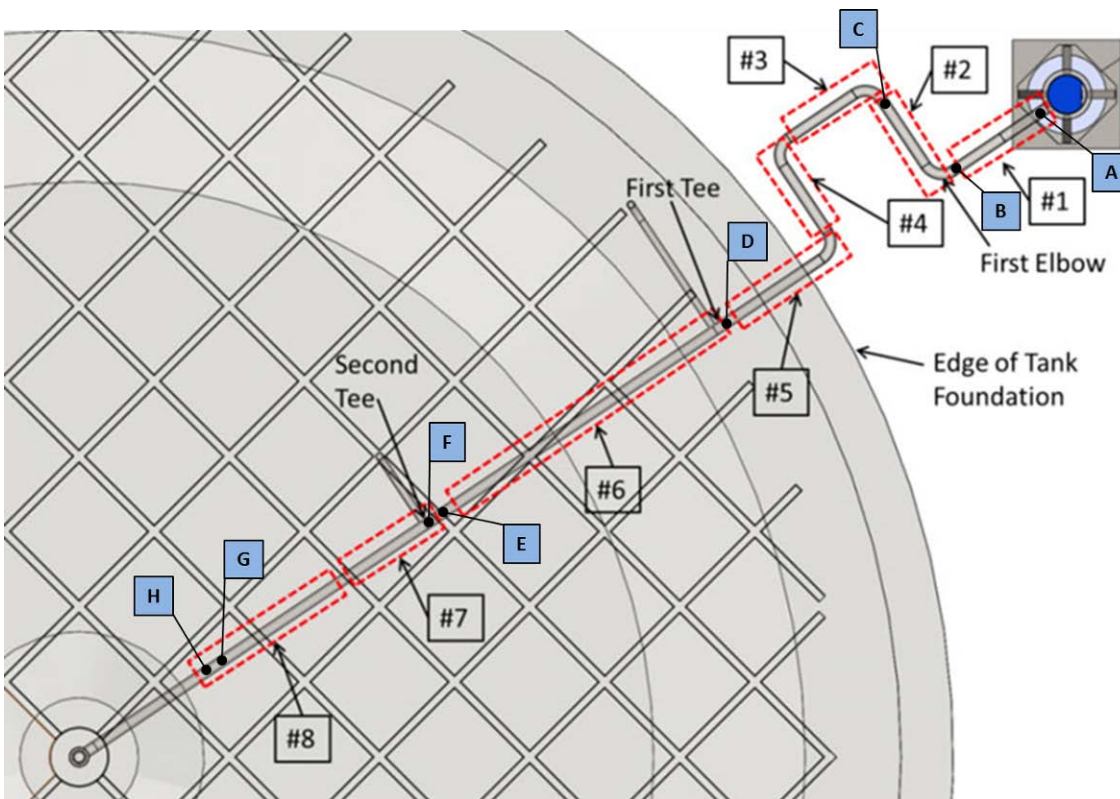 C
#3
#2
A
#1
B
First Tee
#4
D
First Elbow
Second
Tee
#5
Edge of Tank
Foundation
F
#6
E
G
#7
H
#8